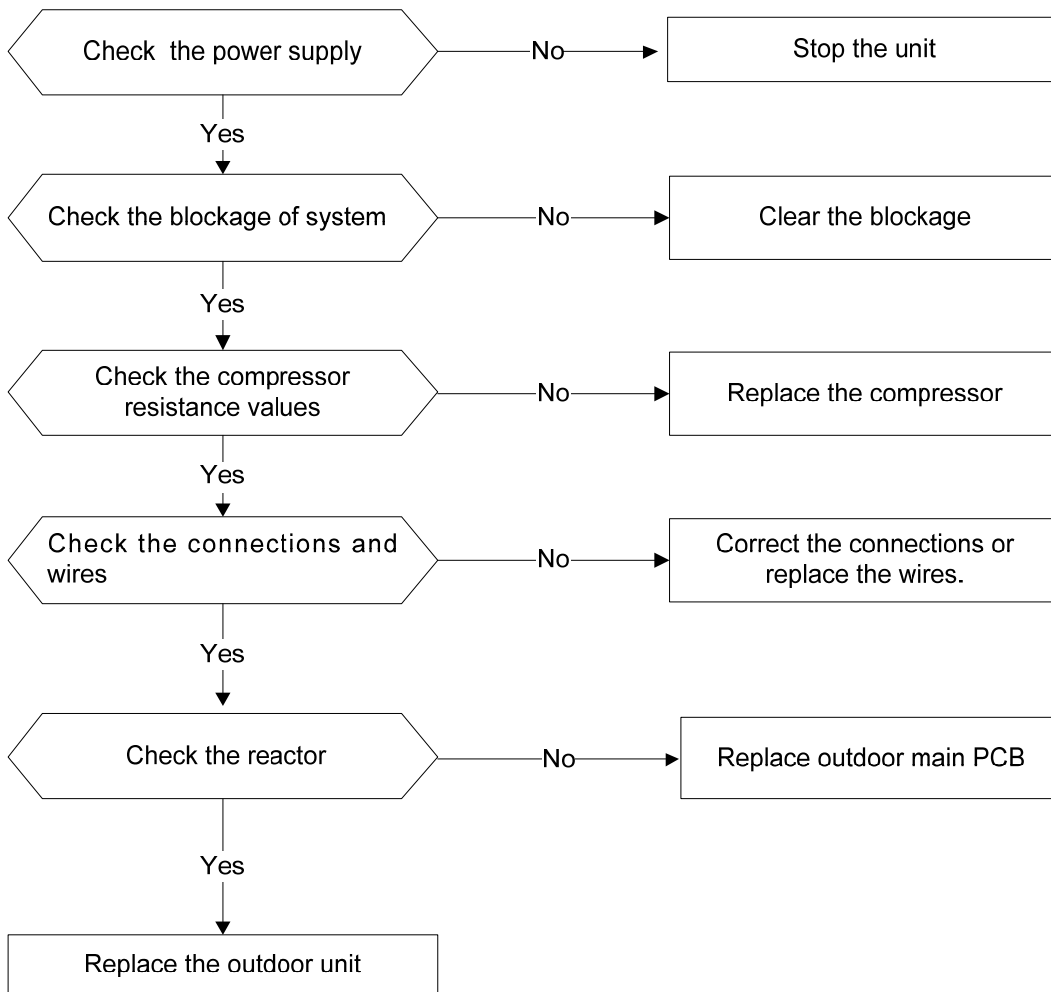 Check the power supply
No
Stop the unit
Yes
Check the blockage of system
No
Clear the blockage
Yes
Check the compressor
resistance values
No
Replace the compressor
Yes
Check the connections and
wires
No
Correct the connections or
replace the wires.
Yes
Check the reactor
No
Replace outdoor main PCB
Yes
Replace the outdoor unit